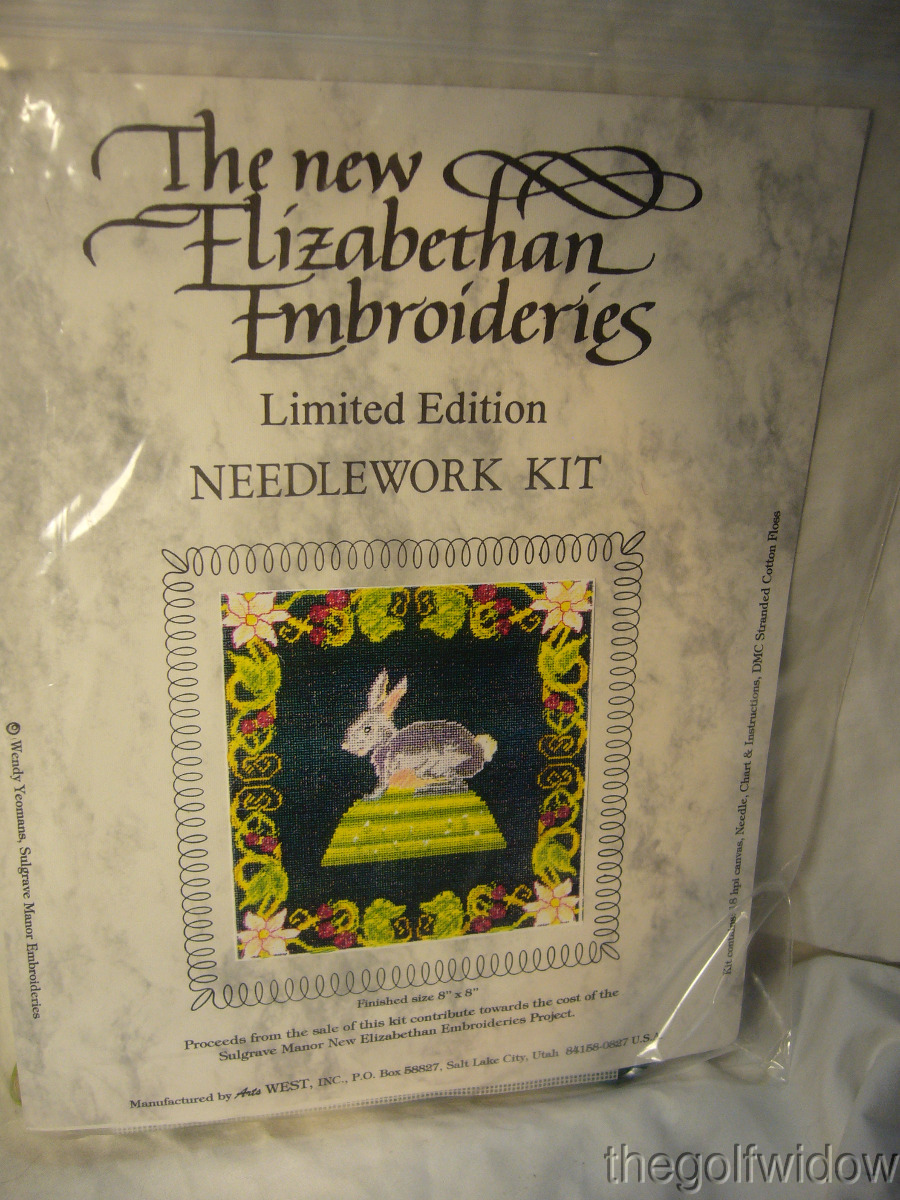 The new
Elizabethan
Embroideries
Limited Edition
NEEDLEWORK KIT
Finished size 8" x 8"
Proceeds from the sale of this kit contribute towards the cost of the
Sulgrave Manor New Elizabethan Embroideries Project.
Manufactured by Arts WEST, INC., P.O. Box 58827, Salt Lake City, Utah 84158-0827 U.S.A
© Wendy Yeomans, Sulgrave Manor Embroideries
Kit contains 18 hpi canvas, Needle, Chart & Instructions, DMC Stranded Cotton Floss
thegolfwidow